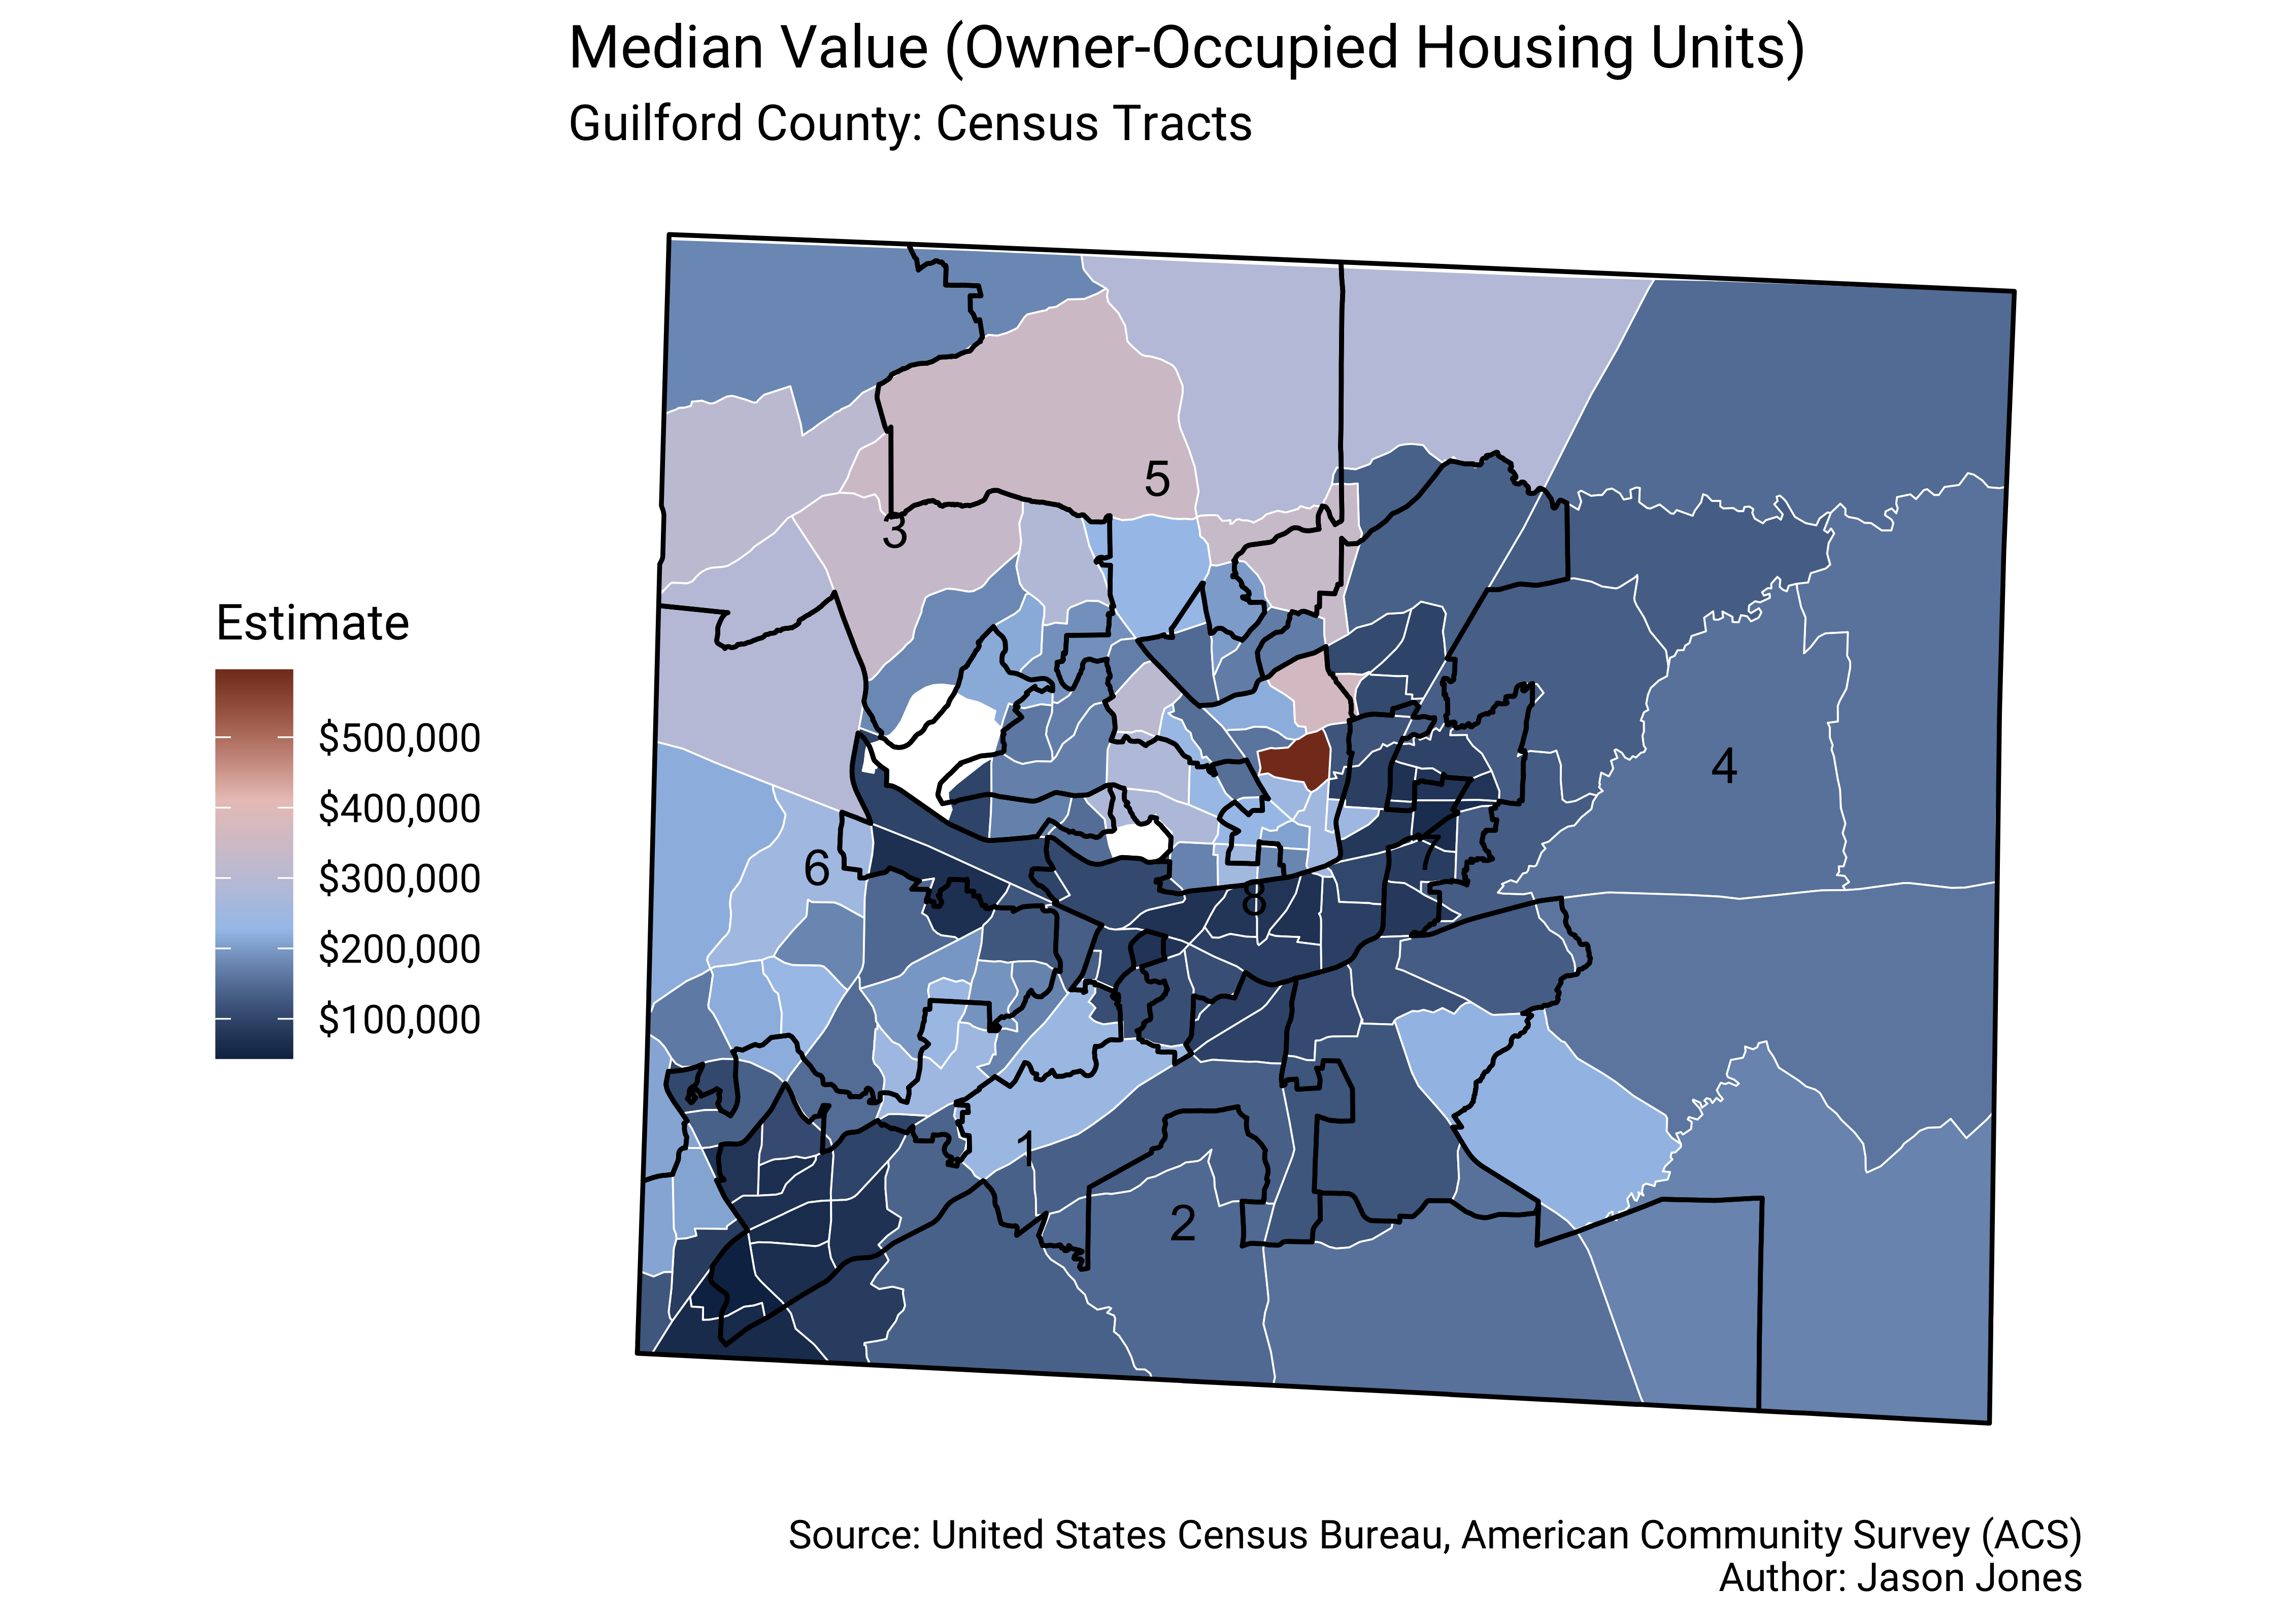 Median Value (Owner-Occupied Housing Units)
Guilford County: Census Tracts
5
3
Estimate
$500,000
$400,000
$300,000
$200,000
$100,000
4
7
6
8
1
2
Source: United States Census Bureau, American Community Survey (ACS)
Author: Jason Jones